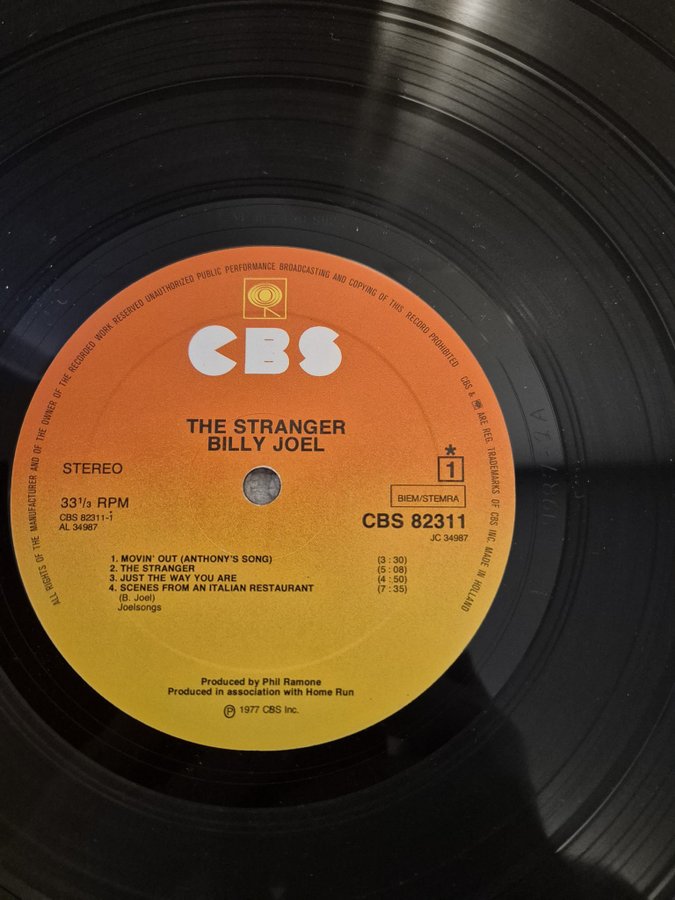 ALL RIGHTS OF THE MANUFACTURER AND OF THE OWNER OF THE RECORDED WORK RESERVED UNAUTHORIZED PUBLIC PERFORMANCE BROADCASTING AND COPYING OF THIS RECORD PROHIBITED
CBS & ARE REG. TRADEMARKS OF CBS INC. MADE IN HOLLAND
CBS
THE STRANGER
BILLY JOEL
STEREO
* 1
33 1/3 RPM
BIEM/STEMRA
CBS 82311-1
CBS 82311
AL 34987
JC 34987
1. MOVIN' OUT (ANTHONY'S SONG) (3 : 30)
2. THE STRANGER (5 : 08)
3. JUST THE WAY YOU ARE (4 : 50)
4. SCENES FROM AN ITALIAN RESTAURANT (7 : 35)
(B. Joel)
Joelsongs
Produced by Phil Ramone
Produced in association with Home Run
℗ 1977 CBS Inc.